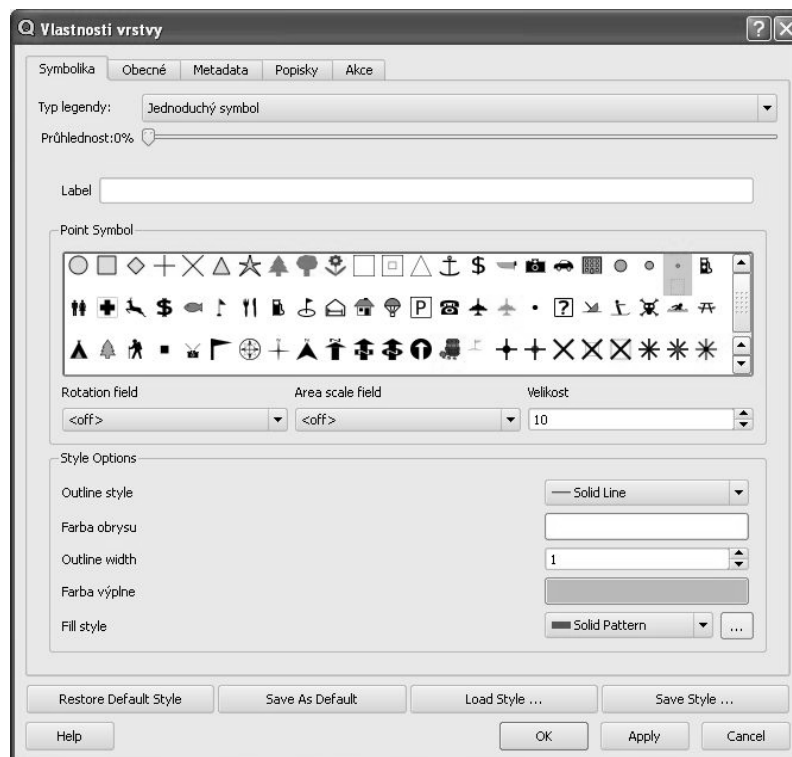 Vlastnosti vrstvy
Symbolika Obecné Metadata Popisky Akce
Typ legendy: Jednoduchý symbol
Průhlednost:0%
Label
Point Symbol
Rotation field Area scale field Velikost
<off> <off> 10
Style Options
Outline style Solid Line
Farba obrysu
Outline width 1
Farba výplne
Fill style Solid Pattern ...
Restore Default Style Save As Default Load Style ... Save Style ...
Help OK Apply Cancel